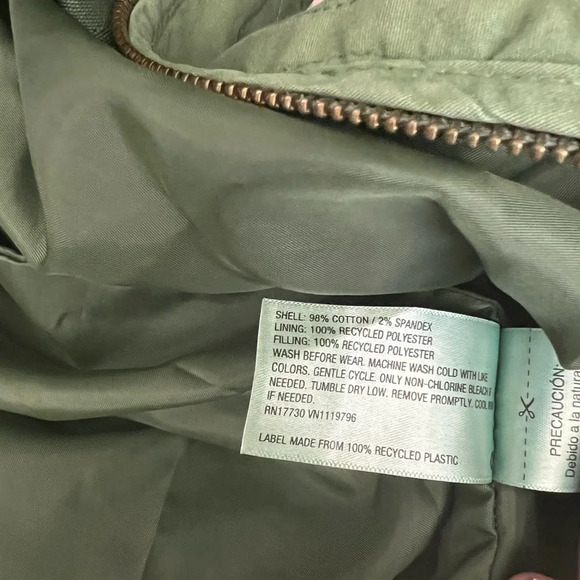 SHELL: 98% COTTON / 2% SPANDEX
LINING: 100% RECYCLED POLYESTER
FILLING: 100% RECYCLED POLYESTER
WASH BEFORE WEAR. MACHINE WASH COLD WITH LIKE
COLORS. GENTLE CYCLE. ONLY NON-CHLORINE BLEACH IF
NEEDED. TUMBLE DRY LOW. REMOVE PROMPTLY. COOL
IF NEEDED.
RN17730 VN1119796
LABEL MADE FROM 100% RECYCLED PLASTIC
PRECAUCIÓN:
Debido a la natura